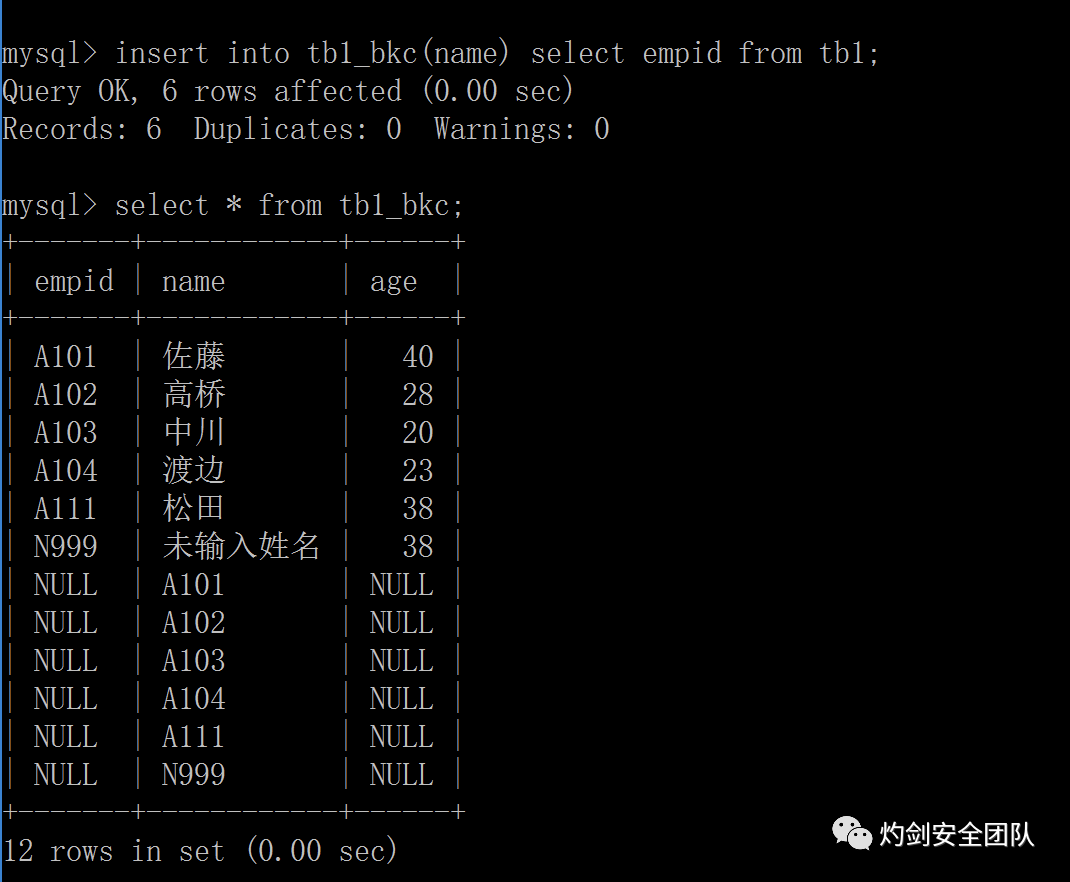 mysql> insert into tb1_bkc(name) select empid from tb1;
Query OK, 6 rows affected (0.00 sec)
Records: 6  Duplicates: 0  Warnings: 0
mysql> select * from tb1_bkc;
+-------+------------+------+
| empid | name       | age  |
+-------+------------+------+
| A101  | 佐藤       |   40 |
| A102  | 高桥       |   28 |
| A103  | 中川       |   20 |
| A104  | 渡边       |   23 |
| A111  | 松田       |   38 |
| N999  | 未输入姓名 |   38 |
| NULL  | A101       | NULL |
| NULL  | A102       | NULL |
| NULL  | A103       | NULL |
| NULL  | A104       | NULL |
| NULL  | A111       | NULL |
| NULL  | N999       | NULL |
+-------+------------+------+
12 rows in set (0.00 sec)
灼剑安全团队